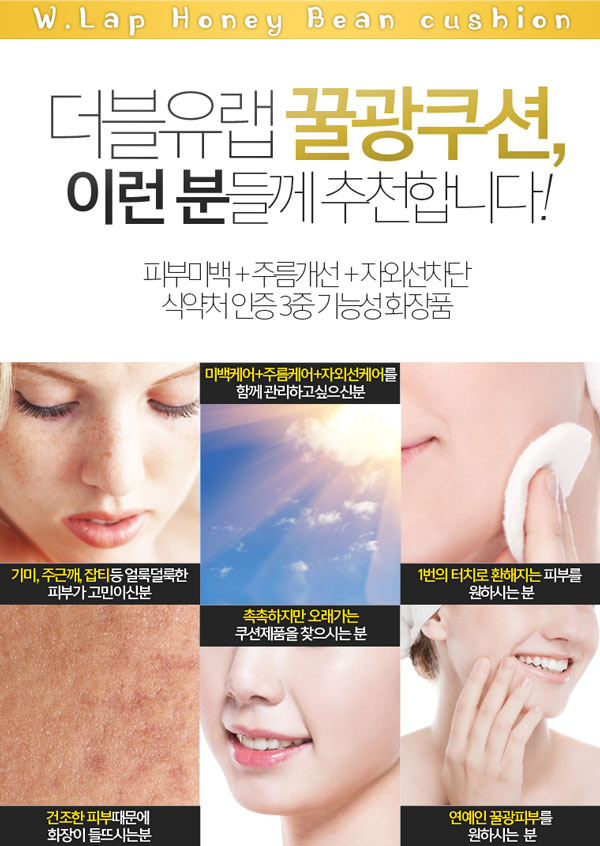 W.Lap Honey Bean cushion
더블유랩 꿀광쿠션,
이런 분들께 추천합니다!
피부미백 + 주름개선 + 자외선차단
식약처 인증 3중 기능성 화장품
미백케어+주름케어+자외선케어를
함께 관리하고싶으신분
기미, 주근깨, 잡티등 얼룩덜룩한
피부가 고민이신분
1번의 터치로 환해지는 피부를
원하시는 분
촉촉하지만 오래가는
쿠션제품을 찾으시는 분
건조한 피부때문에
화장이 들뜨시는분
연예인 꿀광피부를
원하시는 분